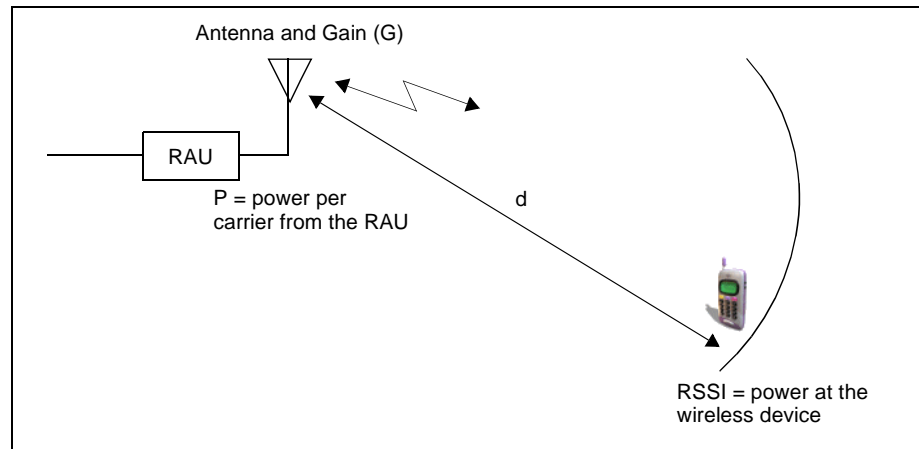 Antenna and Gain (G)
RAU
P = power per
carrier from the RAU
d
RSSI = power at the
wireless device